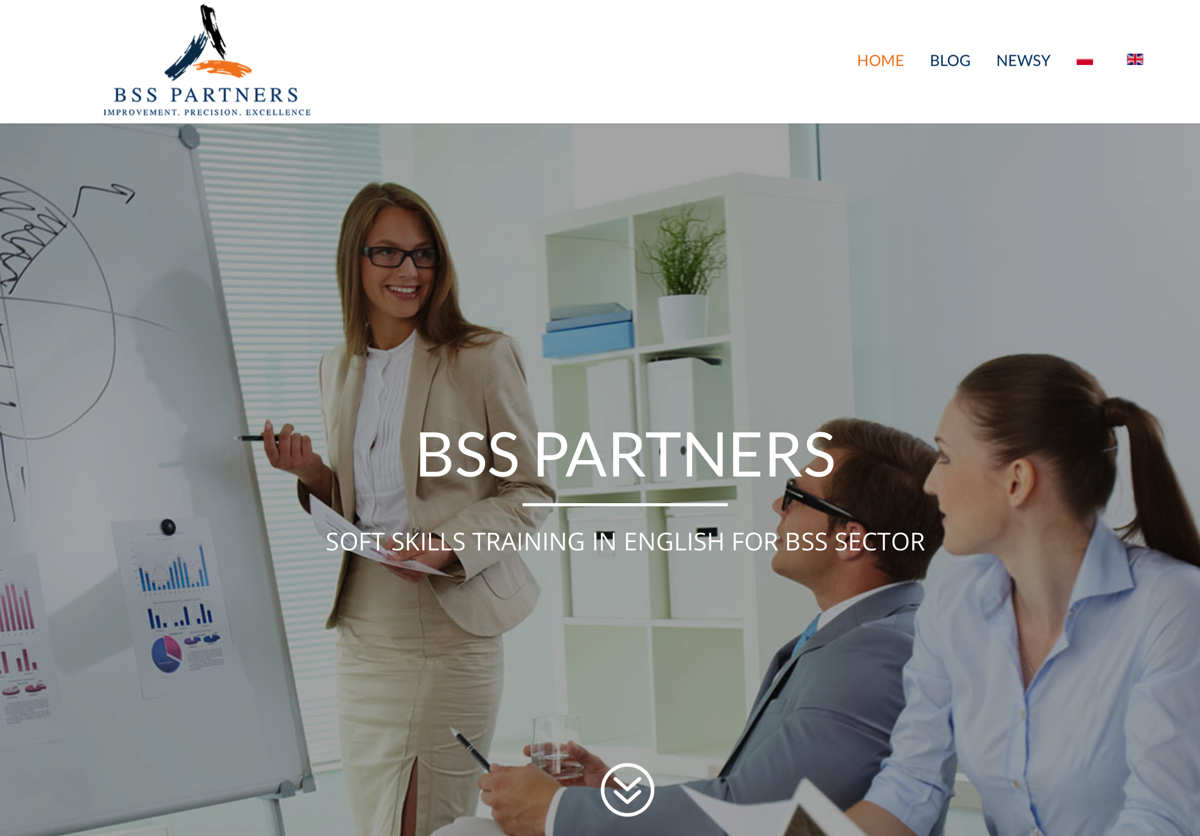 BSS PARTNERS
IMPROVEMENT. PRECISION. EXCELLENCE
HOME BLOG NEWSY
BSS PARTNERS
SOFT SKILLS TRAINING IN ENGLISH FOR BSS SECTOR